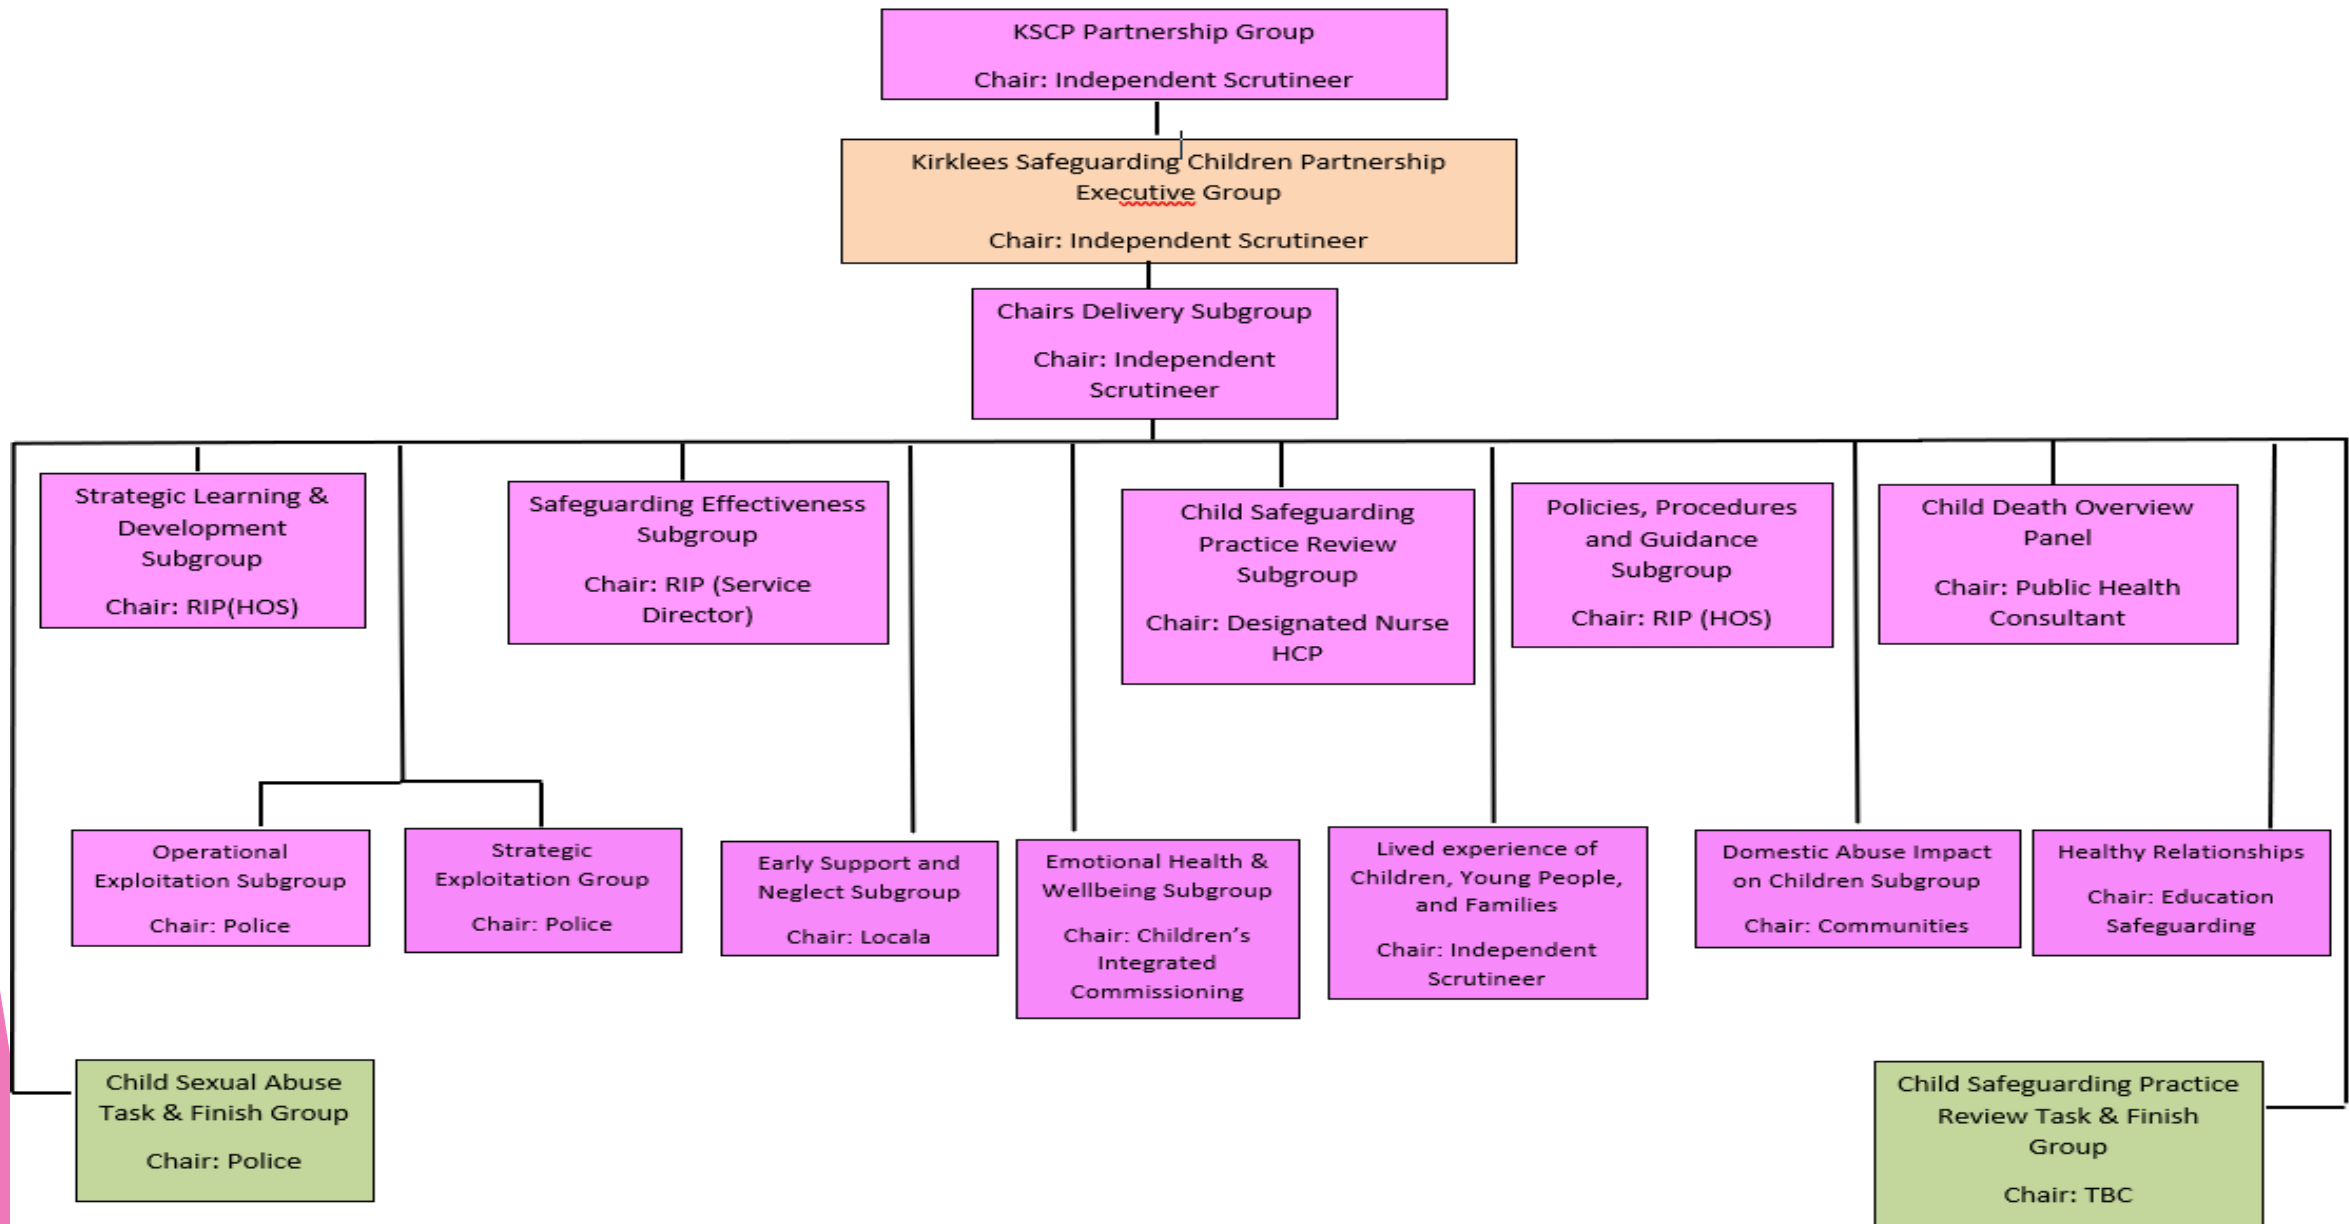 KSCP Partnership Group
Chair: Independent Scrutineer
Kirklees Safeguarding Children Partnership
Executive Group
Chair: Independent Scrutineer
Chairs Delivery Subgroup
Chair: Independent
Scrutineer
Strategic Learning &
Development
Subgroup
Chair: RIP(HOS)
Safeguarding Effectiveness
Subgroup
Chair: RIP (Service
Director)
Child Safeguarding
Practice Review
Subgroup
Chair: Designated Nurse
HCP
Policies, Procedures
and Guidance
Subgroup
Chair: RIP (HOS)
Child Death Overview
Panel
Chair: Public Health
Consultant
Operational
Exploitation Subgroup
Chair: Police
Strategic
Exploitation Group
Chair: Police
Early Support and
Neglect Subgroup
Chair: Locala
Emotional Health &
Wellbeing Subgroup
Chair: Children’s
Integrated
Commissioning
Lived experience of
Children, Young People,
and Families
Chair: Independent
Scrutineer
Domestic Abuse Impact
on Children Subgroup
Chair: Communities
Healthy Relationships
Chair: Education
Safeguarding
Child Sexual Abuse
Task & Finish Group
Chair: Police
Child Safeguarding Practice
Review Task & Finish
Group
Chair: TBC